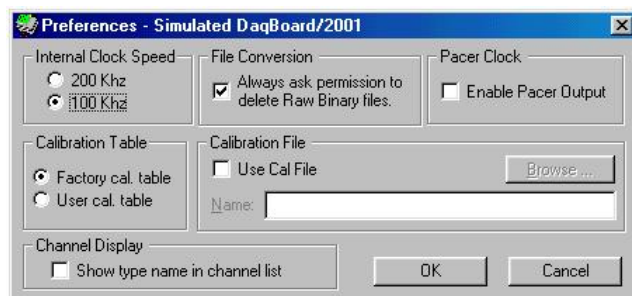 Preferences - Simulated DaqBoard/2001
Internal Clock Speed
200 Khz
100 Khz
File Conversion
Always ask permission to
delete Raw Binary files.
Pacer Clock
Enable Pacer Output
Calibration Table
Factory cal. table
User cal. table
Calibration File
Use Cal File
Browse ...
Name:
Channel Display
Show type name in channel list
OK
Cancel